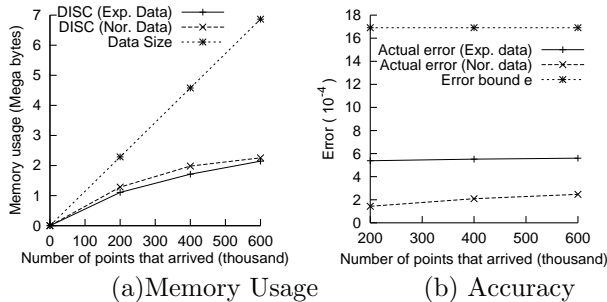 DISC (Exp. Data)
DISC (Nor. Data)
Data Size
Memory usage (Mega bytes)
7
6
5
4
3
2
1
0
0 100 200 300 400 500 600
Number of points that arrived (thousand)
(a)Memory Usage
Actual error (Exp. data)
Actual error (Nor. data)
Error bound e
Error ( 10⁻⁴)
18
16
14
12
10
8
6
4
2
0
200 300 400 500 600
Number of points that arrived (thousand)
(b) Accuracy